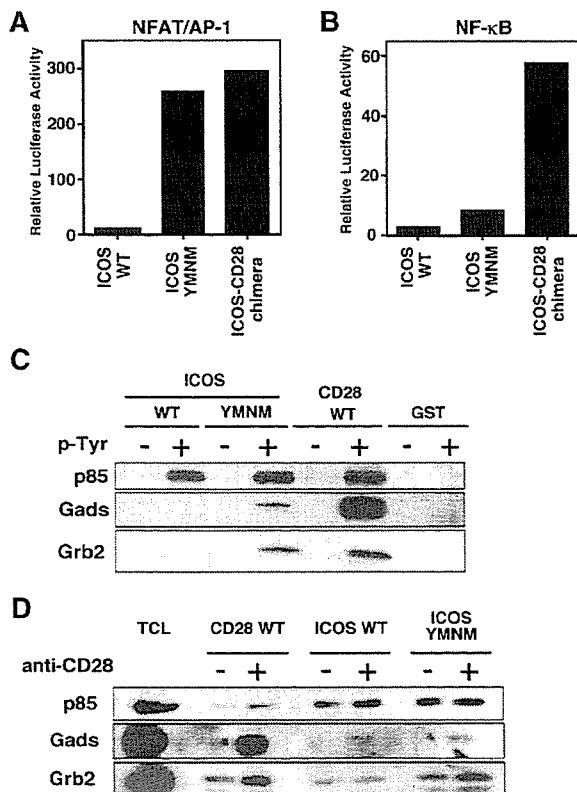 A
NFAT/AP-1
Relative Luciferase Activity
300
200
100
0
ICOS WT
ICOS YMNM
ICOS-CD28 chimera
B
NF-κB
Relative Luciferase Activity
60
40
20
0
ICOS WT
ICOS YMNM
ICOS-CD28 chimera
C
ICOS
CD28
WT YMNM WT GST
p-Tyr - + - + - + - +
p85
Gads
Grb2
D
ICOS
TCL CD28 WT ICOS WT YMNM
anti-CD28 - + - + - +
p85
Gads
Grb2